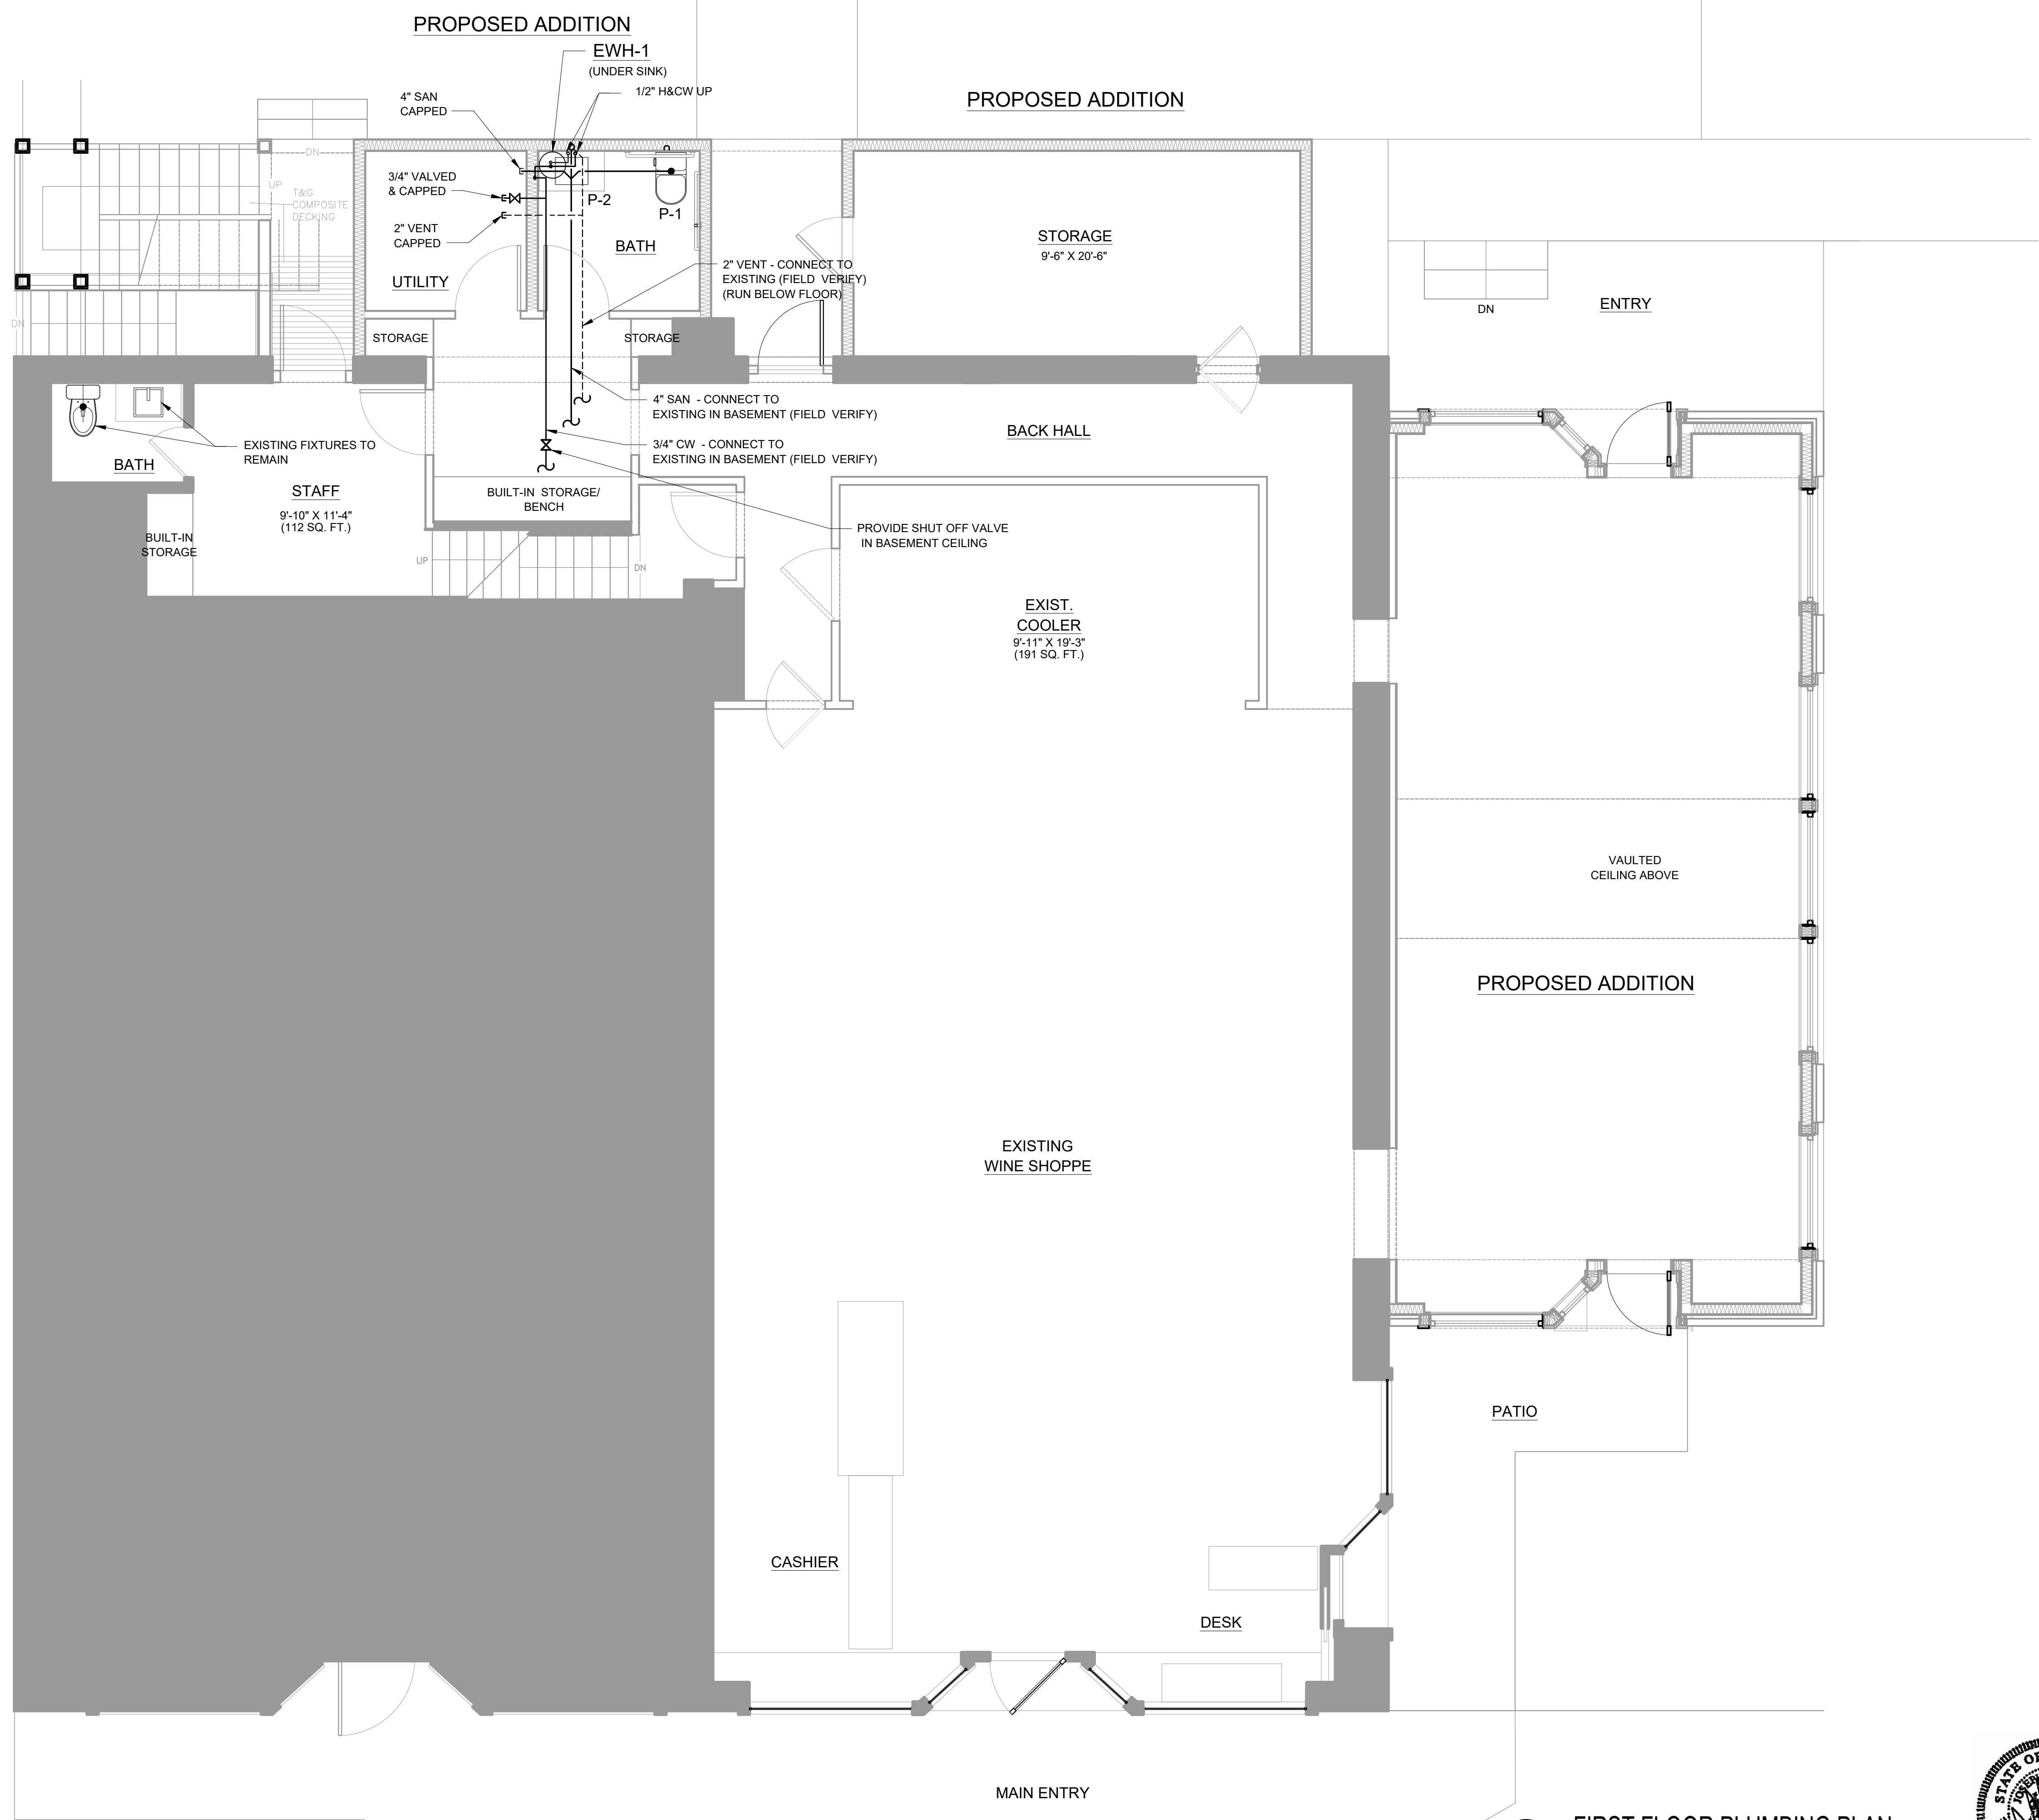 PROPOSED ADDITION
EWH-1
(UNDER SINK)
1/2" H&CW UP
4" SAN
CAPPED
PROPOSED ADDITION
DN
UP
T&G
COMPOSITE
DECKING
DN
3/4" VALVED
& CAPPED
2" VENT
CAPPED
UTILITY
P-2
P-1
BATH
2" VENT - CONNECT TO
EXISTING (FIELD VERIFY)
(RUN BELOW FLOOR)
STORAGE
9'-6" X 20'-6"
DN
ENTRY
STORAGE
STORAGE
4" SAN - CONNECT TO
EXISTING IN BASEMENT (FIELD VERIFY)
3/4" CW - CONNECT TO
EXISTING IN BASEMENT (FIELD VERIFY)
BACK HALL
EXISTING FIXTURES TO
REMAIN
BATH
STAFF
9'-10" X 11'-4"
(112 SQ. FT.)
BUILT-IN STORAGE/
BENCH
BUILT-IN
STORAGE
UP
DN
PROVIDE SHUT OFF VALVE
IN BASEMENT CEILING
EXIST.
COOLER
9'-11" X 19'-3"
(191 SQ. FT.)
VAULTED
CEILING ABOVE
PROPOSED ADDITION
EXISTING
WINE SHOPPE
PATIO
CASHIER
DESK
MAIN ENTRY
FIRST FLOOR PLUMBING PLAN
STATE OF